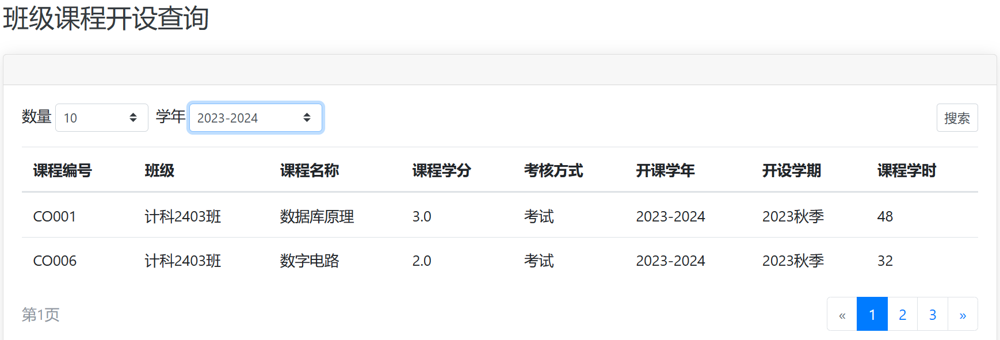 班级课程开设查询
数量 10 学年 2023-2024 搜索
课程编号 班级 课程名称 课程学分 考核方式 开课学年 开设学期 课程学时
CO001 计科2403班 数据库原理 3.0 考试 2023-2024 2023秋季 48
CO006 计科2403班 数字电路 2.0 考试 2023-2024 2023秋季 32
第1页 « 1 2 3 »